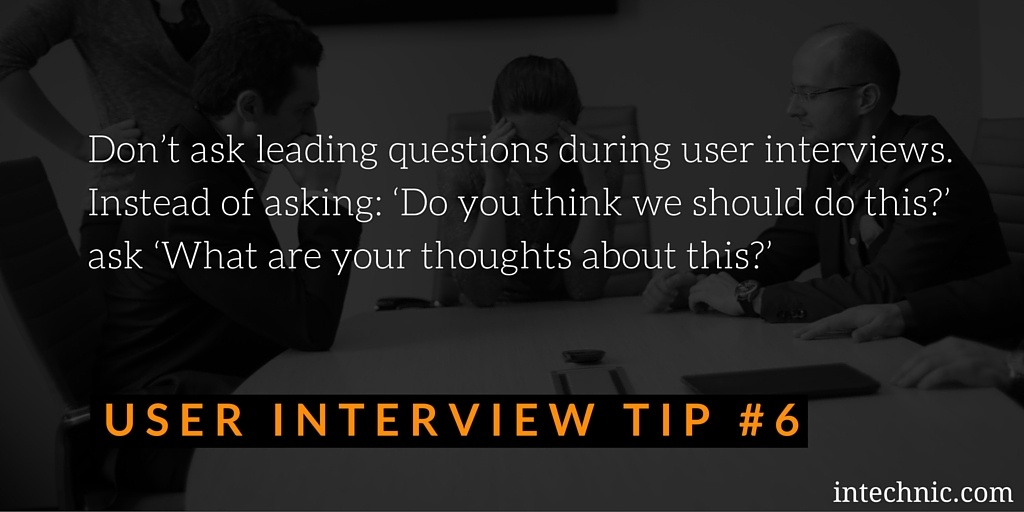 Don’t ask leading questions during user interviews.
Instead of asking: ‘Do you think we should do this?’
ask ‘What are your thoughts about this?’
USER INTERVIEW TIP #6
intechnic.com